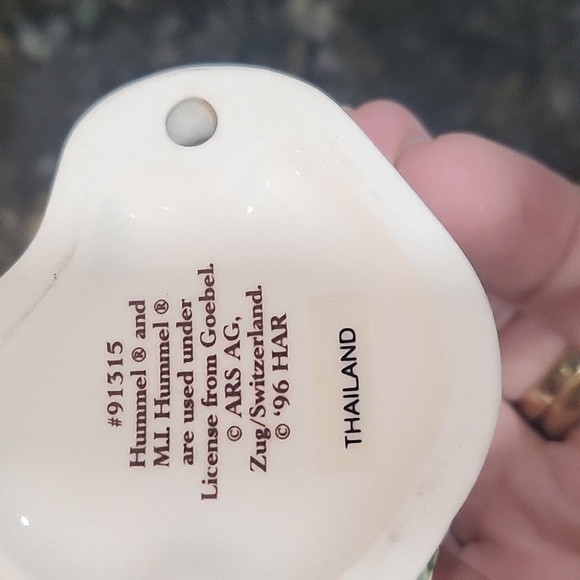 #91315
Hummel ® and
M.I. Hummel ®
are used under
License from Goebel.
© ARS AG,
Zug/Switzerland.
© '96 HAR
THAILAND